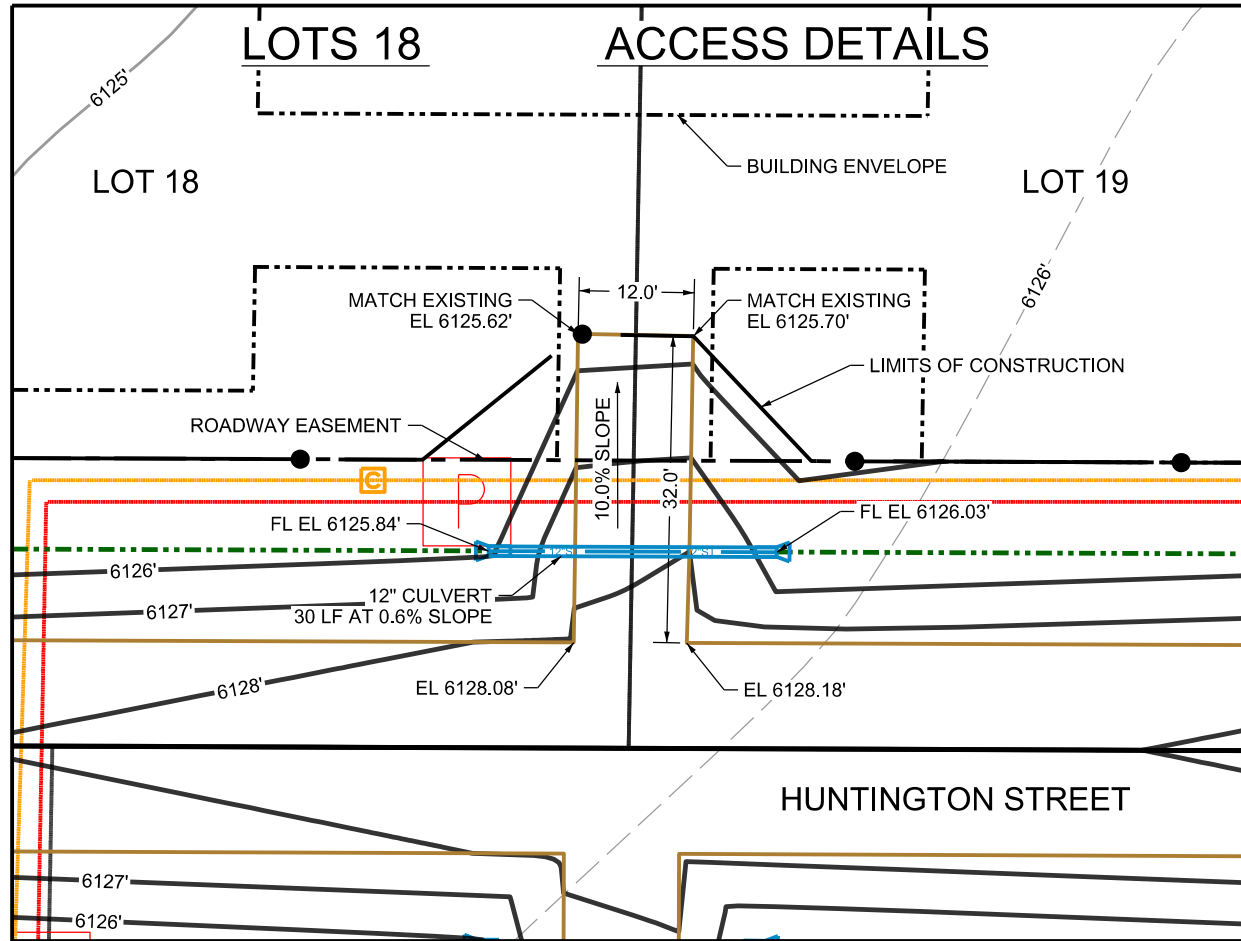 LOTS 18 ACCESS DETAILS
6125'
BUILDING ENVELOPE
LOT 18
LOT 19
6126'
12.0'
MATCH EXISTING
EL 6125.62'
MATCH EXISTING
EL 6125.70'
LIMITS OF CONSTRUCTION
ROADWAY EASEMENT
10.0% SLOPE
32.0'
C
P
FL EL 6125.84'
FL EL 6126.03'
6126'
12" CULVERT
30 LF AT 0.6% SLOPE
6127'
6128'
EL 6128.08'
EL 6128.18'
HUNTINGTON STREET
6127'
6126'